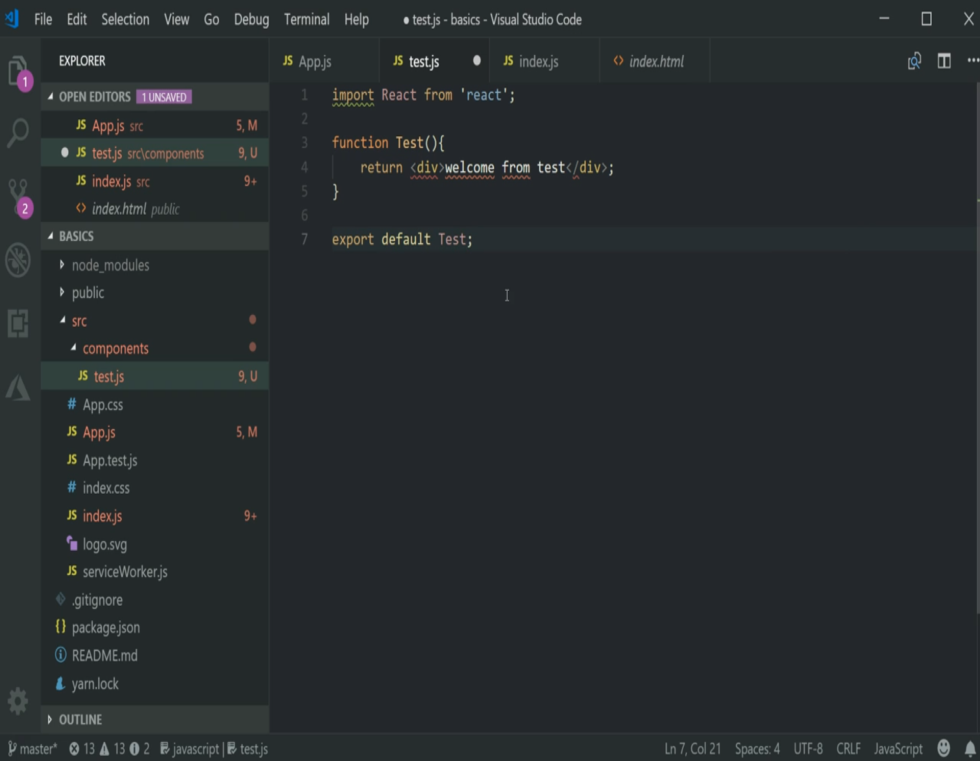 File Edit Selection View Go Debug Terminal Help ● test.js - basics - Visual Studio Code
EXPLORER
JS App.js
JS test.js
JS index.js
<> index.html
1
OPEN EDITORS 1 UNSAVED
JS App.js src 5, M
JS test.js src\components 9, U
JS index.js src 9+
<> index.html public
2
BASICS
node_modules
public
src
components
JS test.js 9, U
# App.css
JS App.js 5, M
JS App.test.js
# index.css
JS index.js 9+
logo.svg
JS serviceWorker.js
.gitignore
{} package.json
README.md
yarn.lock
OUTLINE
1 import React from 'react';
2
3 function Test(){
4 return <div>welcome from test</div>;
5 }
6
7 export default Test;
master* 13 13 2 javascript | test.js Ln 7, Col 21 Spaces: 4 UTF-8 CRLF JavaScript